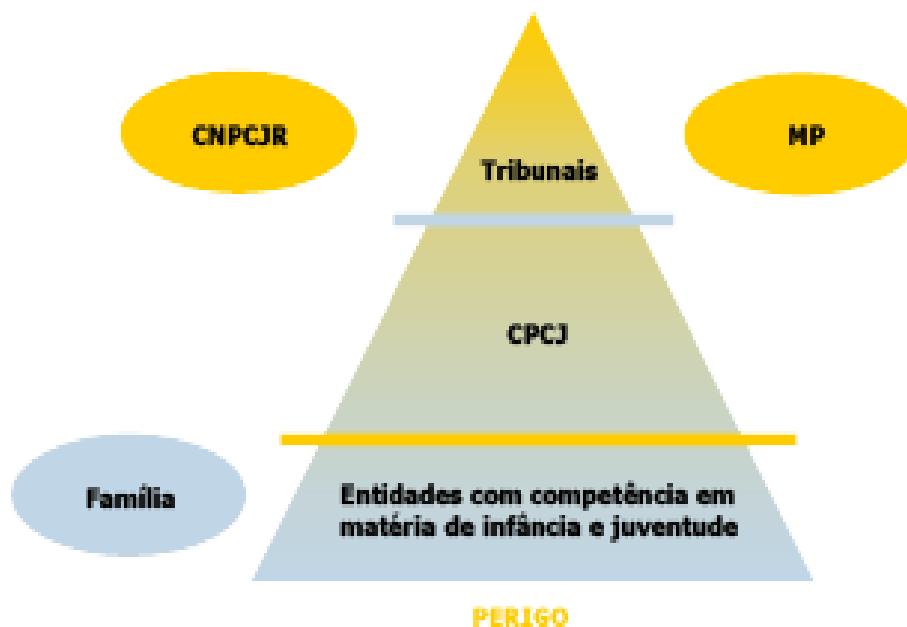 CNPCJR
MP
Tribunais
CPCJ
Família
Entidades com competência em
matéria de infância e juventude
PERIGO